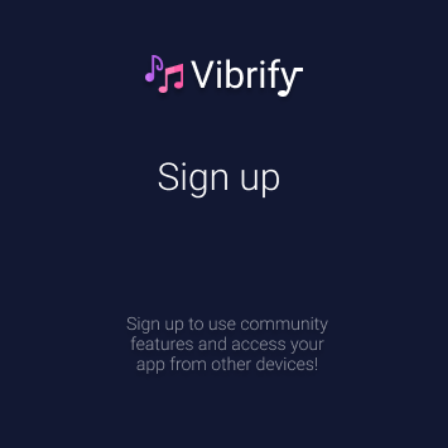 Vibrify
Sign up
Sign up to use community
features and access your
app from other devices!